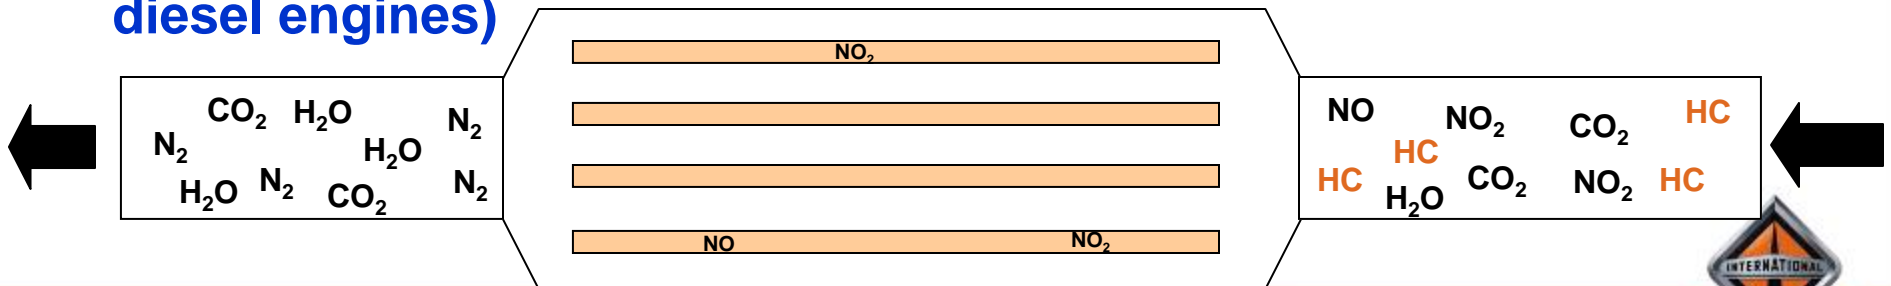 diesel engines)
NO₂
CO₂ H₂O N₂
N₂ H₂O
H₂O N₂ CO₂ N₂
NO NO₂ CO₂ HC
HC
HC H₂O CO₂ NO₂ HC
NO NO₂
INTERNATIONAL